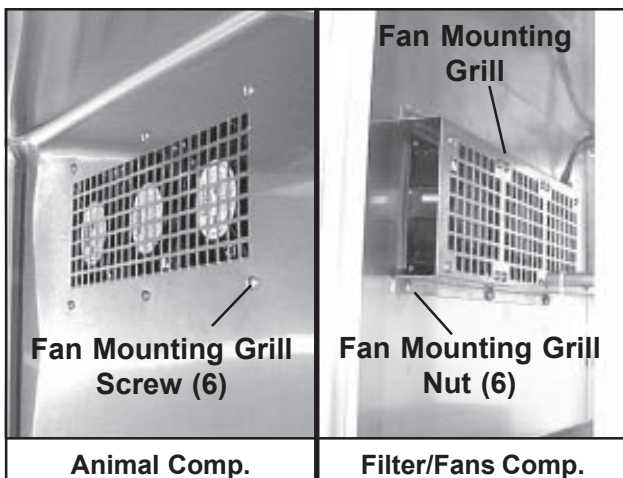 Fan Mounting Grill
Screw (6)
Animal Comp.
Fan Mounting
Grill
Fan Mounting Grill
Nut (6)
Filter/Fans Comp.